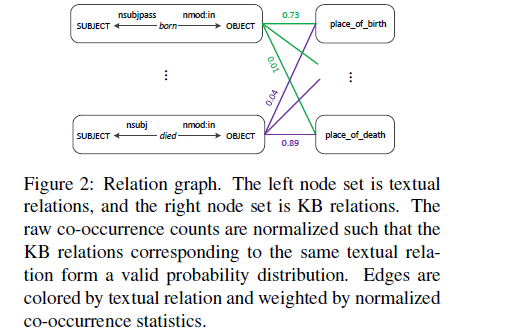 nsubjpass nmod:in
SUBJECT born OBJECT
0.73
place_of_birth
0.01
0.04
nsubj nmod:in
SUBJECT died OBJECT
0.89
place_of_death
Figure 2: Relation graph. The left node set is textual
relations, and the right node set is KB relations. The
raw co-occurrence counts are normalized such that the
KB relations corresponding to the same textual rela-
tion form a valid probability distribution. Edges are
colored by textual relation and weighted by normalized
co-occurrence statistics.